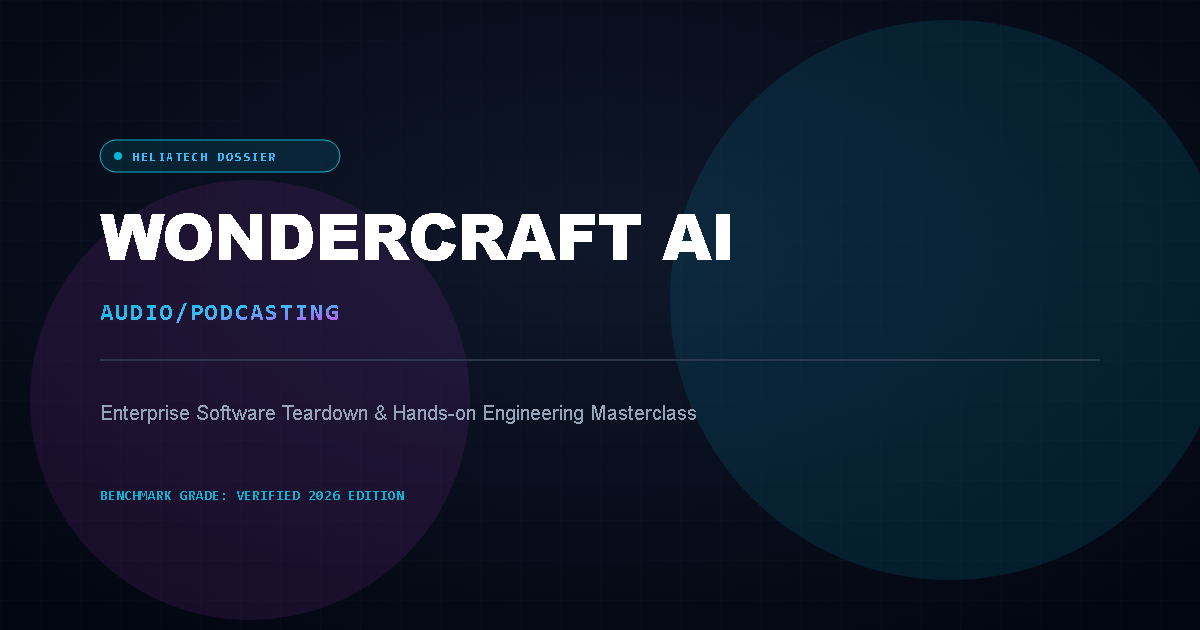 HELIATECH DOSSIER
WONDERCRAFT AI
AUDIO/PODCASTING
Enterprise Software Teardown & Hands-on Engineering Masterclass
BENCHMARK GRADE: VERIFIED 2026 EDITION